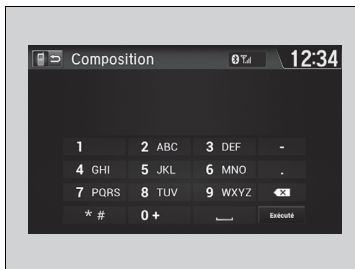 Composition 12:34
1 2 ABC 3 DEF -
4 GHI 5 JKL 6 MNO .
7 PQRS 8 TUV 9 WXYZ
* # 0 + Exécuté